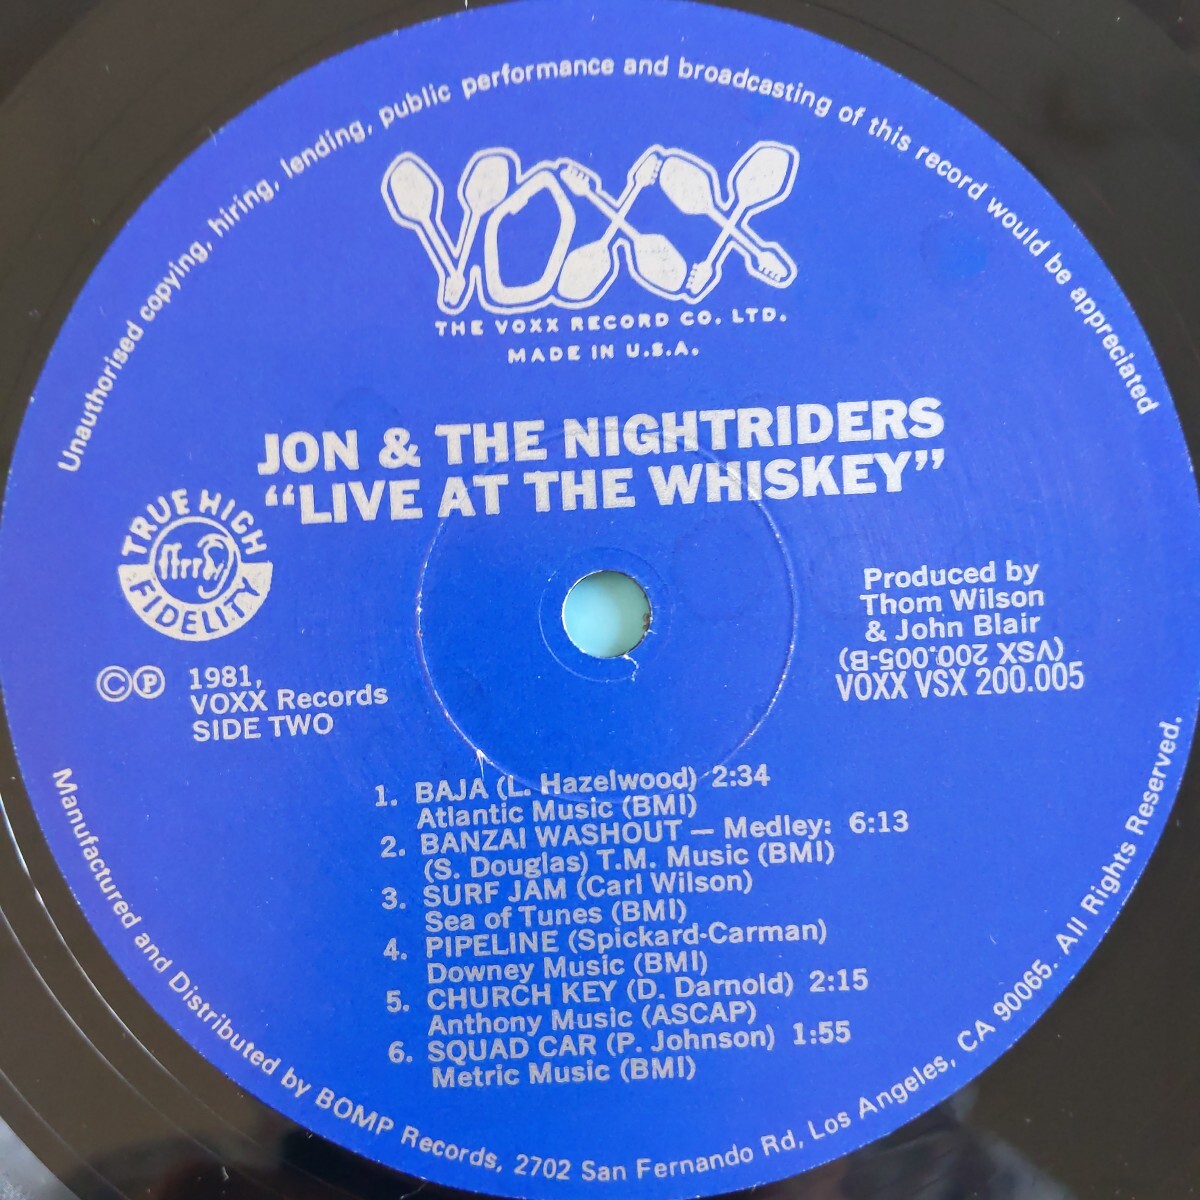 Unauthorised copying, hiring, lending, public performance and broadcasting of this record would be appreciated
VOXX
THE VOXX RECORD CO. LTD.
MADE IN U.S.A.
JON & THE NIGHTRIDERS
“LIVE AT THE WHISKEY”
TRUE HIGH
FIDELITY
ffrr
Produced by
Thom Wilson
& John Blair
(VSX 200.005-B)
VOXX VSX 200.005
©℗ 1981,
VOXX Records
SIDE TWO
1. BAJA (L. Hazelwood) 2:34
Atlantic Music (BMI)
2. BANZAI WASHOUT — Medley: 6:13
(S. Douglas) T.M. Music (BMI)
3. SURF JAM (Carl Wilson)
Sea of Tunes (BMI)
4. PIPELINE (Spickard-Carman)
Downey Music (BMI)
5. CHURCH KEY (D. Darnold) 2:15
Anthony Music (ASCAP)
6. SQUAD CAR (P. Johnson) 1:55
Metric Music (BMI)
Manufactured and Distributed by BOMP Records, 2702 San Fernando Rd, Los Angeles, CA 90065. All Rights Reserved.